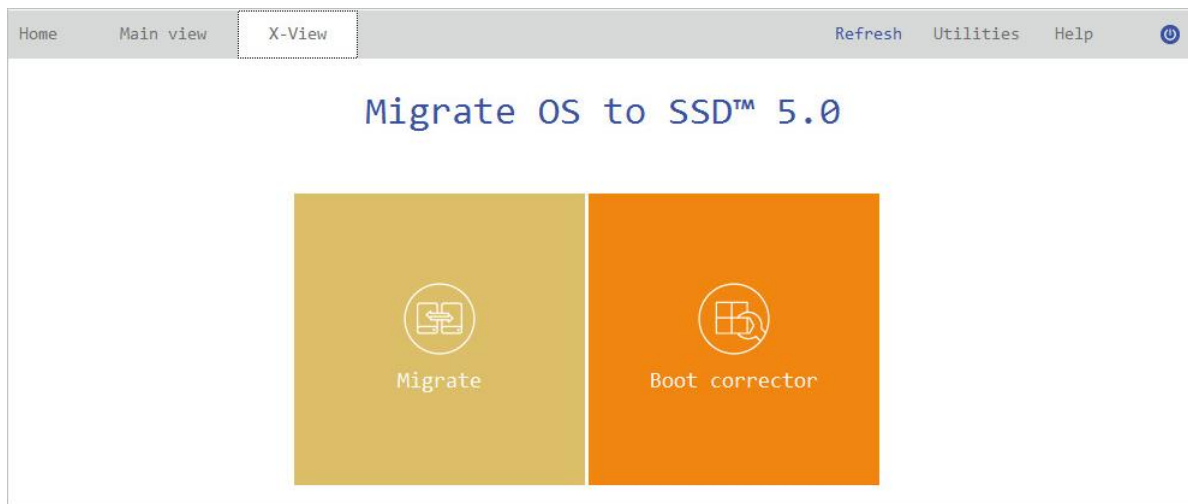 Home Main view X-View Refresh Utilities Help
Migrate OS to SSD™ 5.0
Migrate Boot corrector